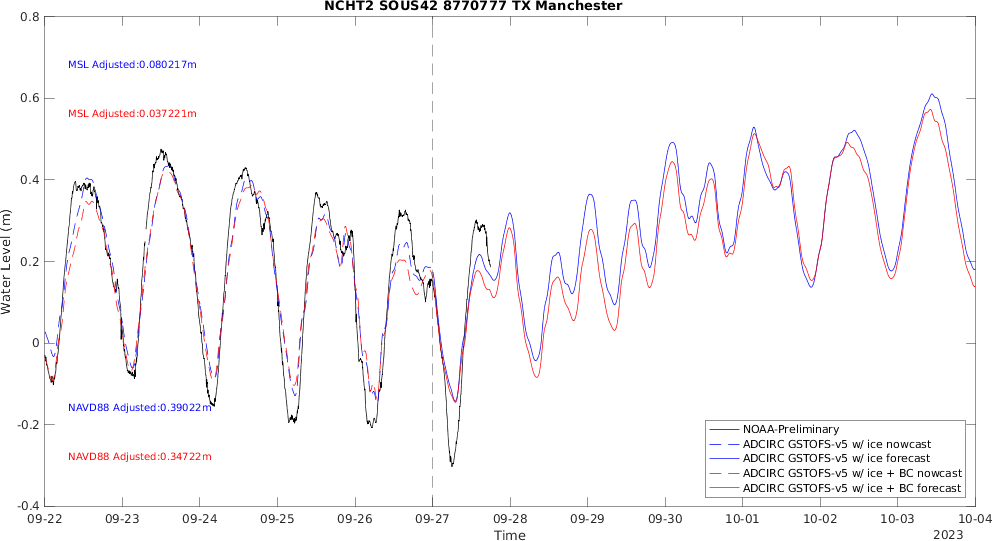 NCHT2 SOUS42 8770777 TX Manchester
0.8
0.6
0.4
0.2
0
-0.2
-0.4
Water Level (m)
MSL Adjusted:0.080217m
MSL Adjusted:0.037221m
NAVD88 Adjusted:0.39022m
NAVD88 Adjusted:0.34722m
NOAA-Preliminary
ADCIRC GSTOFS-v5 w/ ice nowcast
ADCIRC GSTOFS-v5 w/ ice forecast
ADCIRC GSTOFS-v5 w/ ice + BC nowcast
ADCIRC GSTOFS-v5 w/ ice + BC forecast
09-22 09-23 09-24 09-25 09-26 09-27 09-28 09-29 09-30 10-01 10-02 10-03 10-04
Time
2023